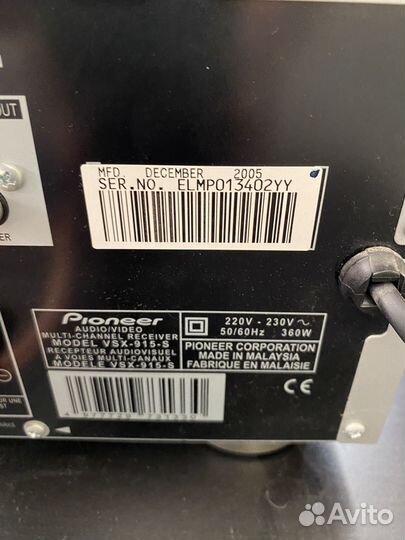 OUT
MFD. DECEMBER 2005
SER.NO. ELMP013402YY
ER
Pioneer
AUDIO/VIDEO
MULTI-CHANNEL RECEIVER
MODEL VSX-915-S
RECEPTEUR AUDIOVISUEL
A VOIES MULTI-CANAUX
MODELE VSX-915-S
220V - 230V ~
50/60Hz 360W
PIONEER CORPORATION
MADE IN MALAYSIA
FABRIQUE EN MALAISIE
CE
Avito